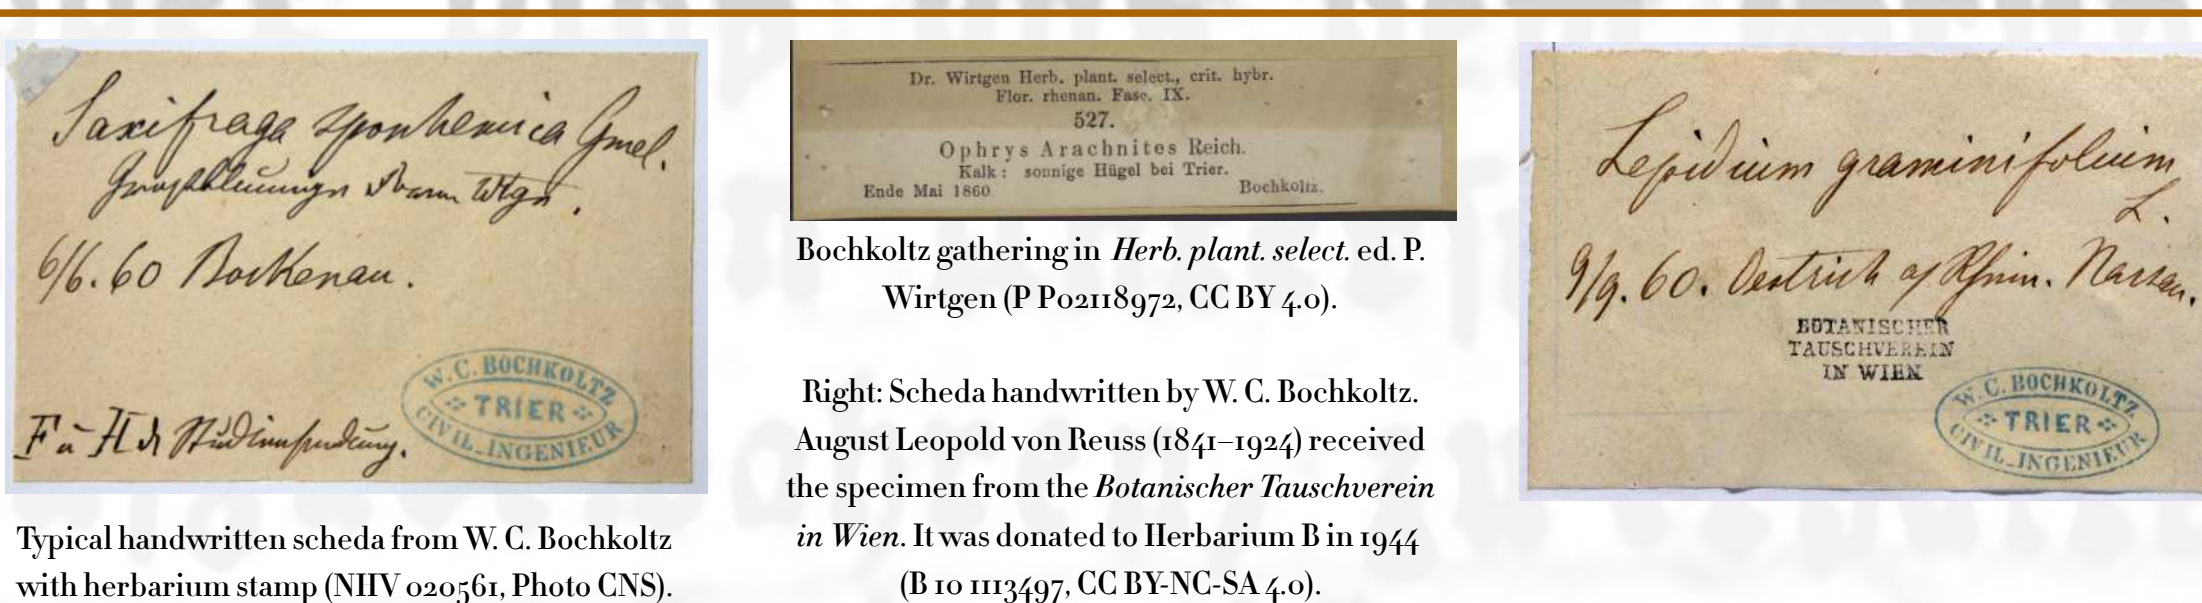 Saxifraga sponhemica Gmel.
Wtgn.
6/6. 60 Bockenau.
F a H d Studiensendung.
W. C. BOCHKOLTZ
TRIER
CIVIL-INGENIEUR
Typical handwritten scheda from W. C. Bochkoltz
with herbarium stamp (NHV 020561, Photo CNS).
Dr. Wirtgen Herb. plant. select., crit. hybr.
Flor. rhenan. Fasc. IX.
527.
Ophrys Arachnites Reich.
Kalk: sonnige Hügel bei Trier.
Ende Mai 1860 Bochkoltz.
Bochkoltz gathering in Herb. plant. select. ed. P.
Wirtgen (P P02118972, CC BY 4.0).
Right: Scheda handwritten by W. C. Bochkoltz.
August Leopold von Reuss (1841–1924) received
the specimen from the Botanischer Tauschverein
in Wien. It was donated to Herbarium B in 1944
(B 10 1113497, CC BY-NC-SA 4.0).
Lepidium graminifolium
L.
9/9. 60. Oestrich a/ Rhein. Nassau.
BOTANISCHER
TAUSCHVEREIN
IN WIEN
W. C. BOCHKOLTZ
TRIER
CIVIL-INGENIEUR